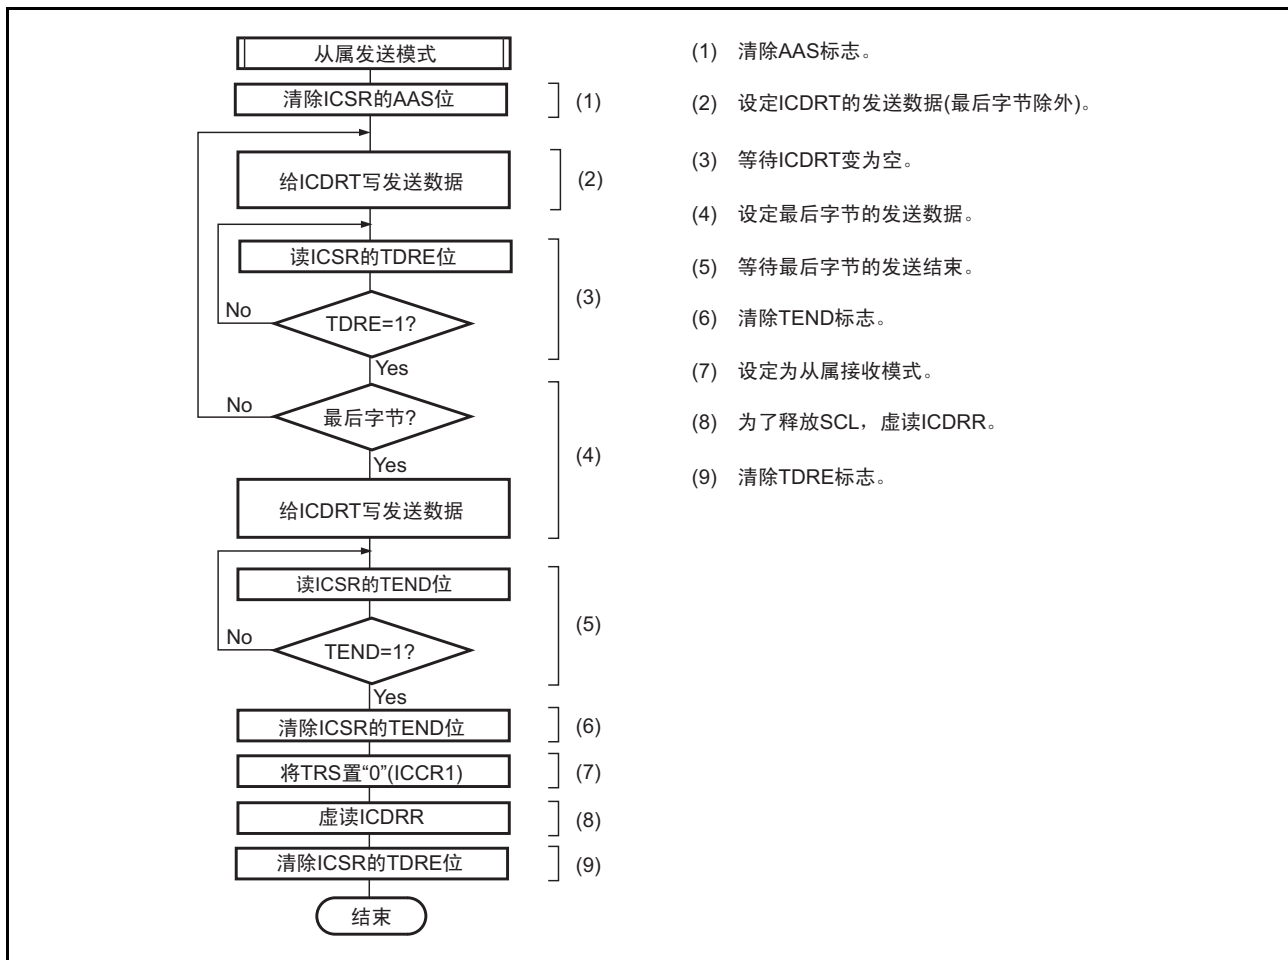 从属发送模式
清除ICSR的AAS位
(1)
给ICDRT写发送数据
(2)
读ICSR的TDRE位
No
TDRE=1?
(3)
Yes
No
最后字节?
(4)
Yes
给ICDRT写发送数据
读ICSR的TEND位
No
TEND=1?
(5)
Yes
清除ICSR的TEND位
(6)
将TRS置“0”(ICCR1)
(7)
虚读ICDRR
(8)
清除ICSR的TDRE位
(9)
结束
(1) 清除AAS标志。
(2) 设定ICDRT的发送数据(最后字节除外)。
(3) 等待ICDRT变为空。
(4) 设定最后字节的发送数据。
(5) 等待最后字节的发送结束。
(6) 清除TEND标志。
(7) 设定为从属接收模式。
(8) 为了释放SCL，虚读ICDRR。
(9) 清除TDRE标志。